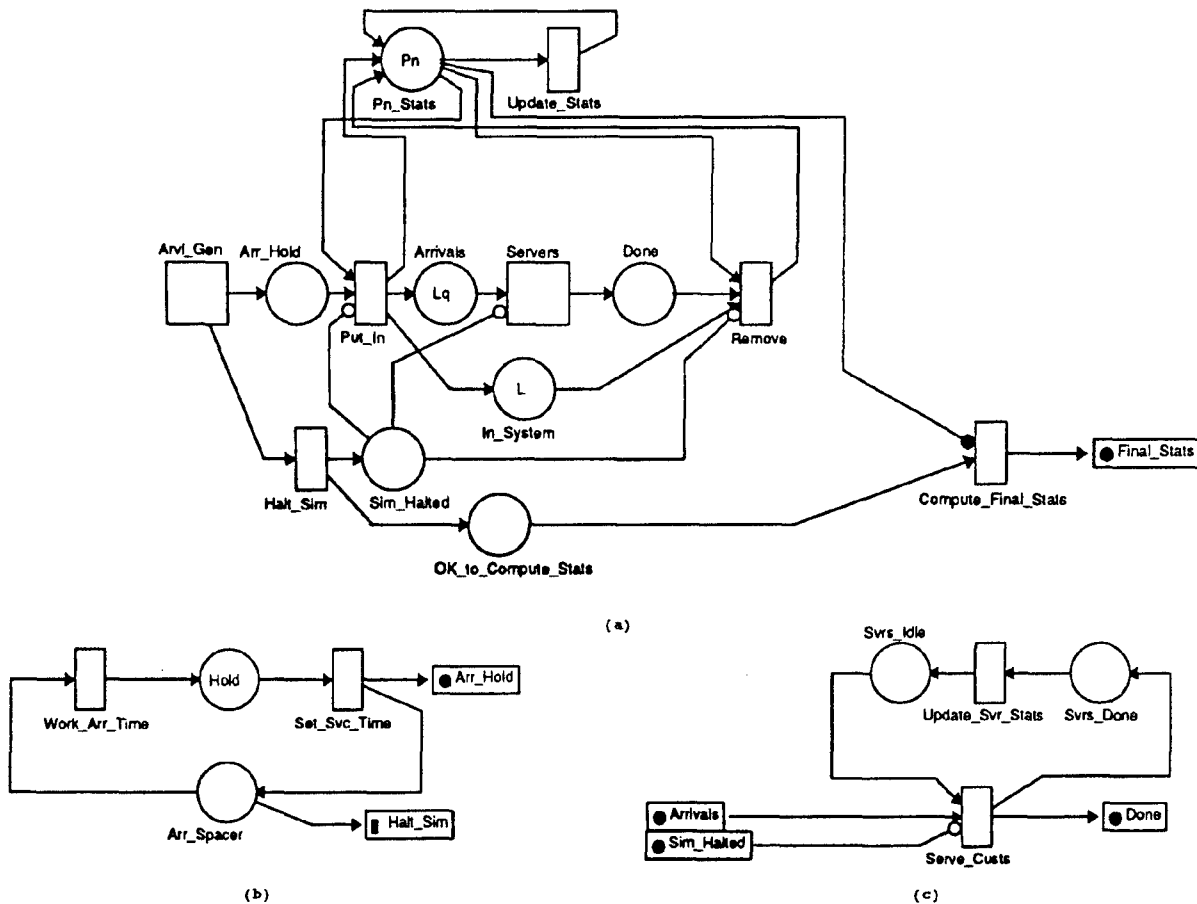 Pn
Pn_Stats
Update_Stats
Arvl_Gen
Arr_Hold
Arrivals
Servers
Done
Lq
Put_In
Remove
L
In_System
Halt_Sim
Sim_Halted
Final_Stats
Compute_Final_Stats
OK_to_Compute_Stats
(a)
Hold
Arr_Hold
Work_Arr_Time
Set_Svc_Time
Arr_Spacer
Halt_Sim
(b)
Svrs_Idle
Update_Svr_Stats
Svrs_Done
Arrivals
Sim_Halted
Done
Serve_Custs
(c)